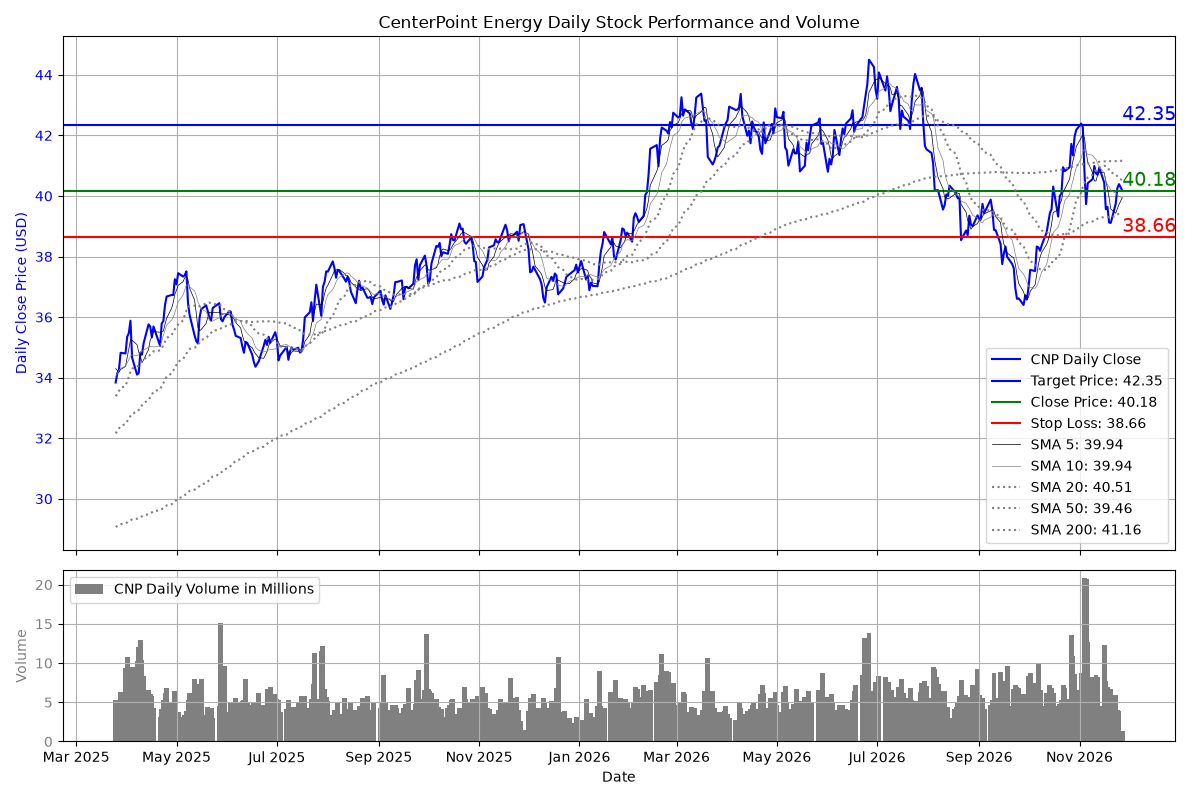 CenterPoint Energy Daily Stock Performance and Volume
Daily Close Price (USD)
44
42
40
38
36
34
32
30
42.35
40.18
38.66
CNP Daily Close
Target Price: 42.35
Close Price: 40.18
Stop Loss: 38.66
SMA 5: 39.94
SMA 10: 39.94
SMA 20: 40.51
SMA 50: 39.46
SMA 200: 41.16
Volume
20
15
10
5
0
CNP Daily Volume in Millions
Mar 2025 May 2025 Jul 2025 Sep 2025 Nov 2025 Jan 2026 Mar 2026 May 2026 Jul 2026 Sep 2026 Nov 2026
Date